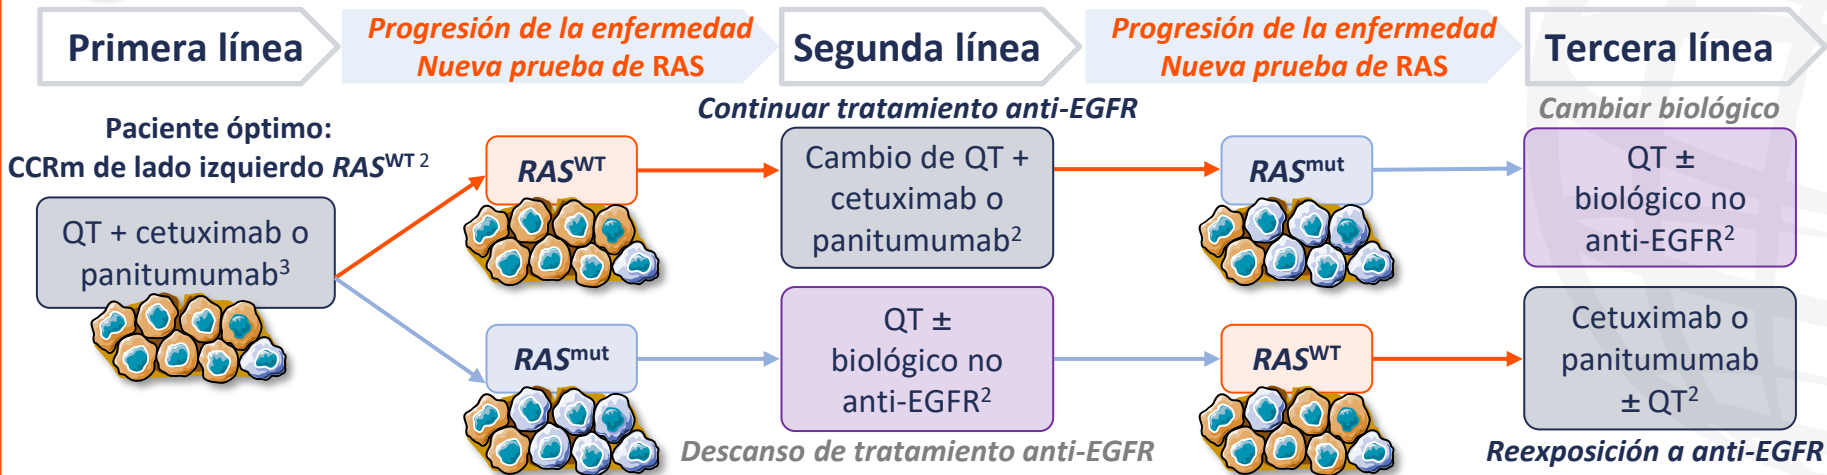 Primera línea
Progresión de la enfermedad
Nueva prueba de RAS
Segunda línea
Progresión de la enfermedad
Nueva prueba de RAS
Tercera línea
Paciente óptimo:
CCRm de lado izquierdo RASWT 2
QT + cetuximab o
panitumumab3
RASWT
RASmut
Continuar tratamiento anti-EGFR
Cambio de QT +
cetuximab o
panitumumab2
QT ±
biológico no
anti-EGFR2
Descanso de tratamiento anti-EGFR
RASmut
RASWT
Cambiar biológico
QT ±
biológico no
anti-EGFR2
Cetuximab o
panitumumab
± QT2
Reexposición a anti-EGFR